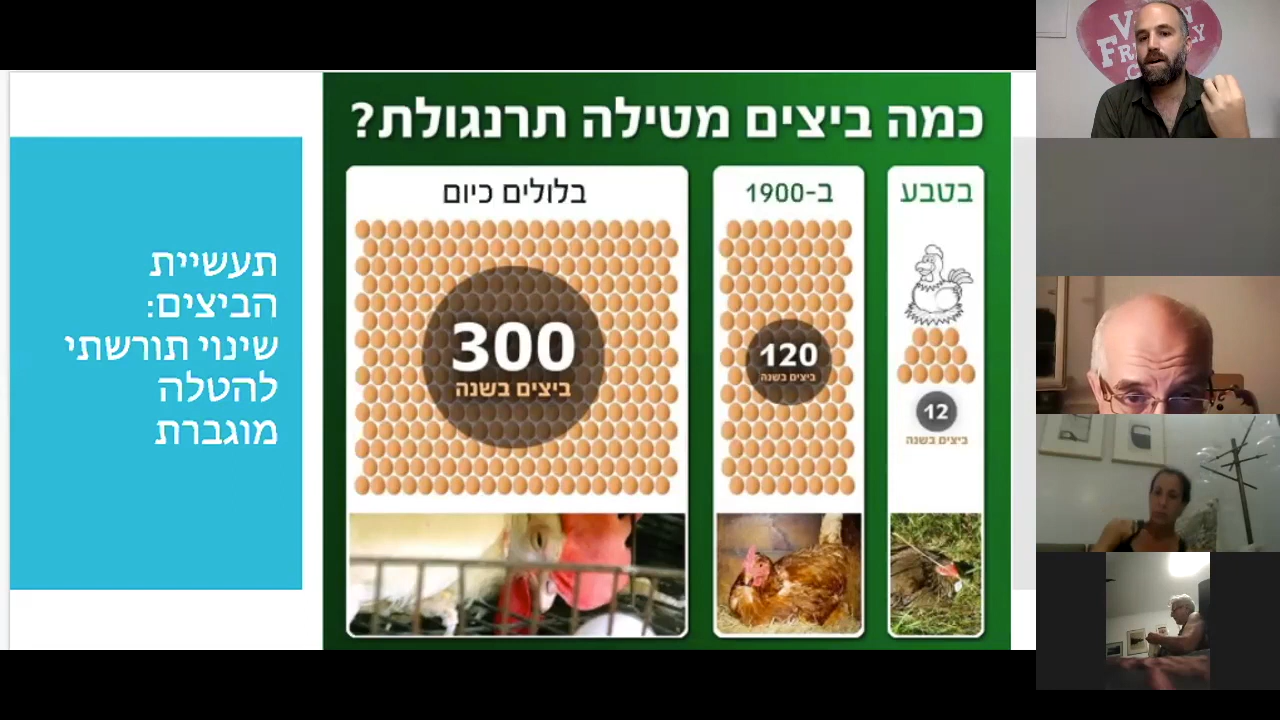 כמה ביצים מטילה תרנגולת?
בטבע
12
ביצים בשנה
ב-1900
120
ביצים בשנה
בלולים כיום
300
ביצים בשנה
תעשיית
הביצים:
שינוי תורשתי
להטלה
מוגברת